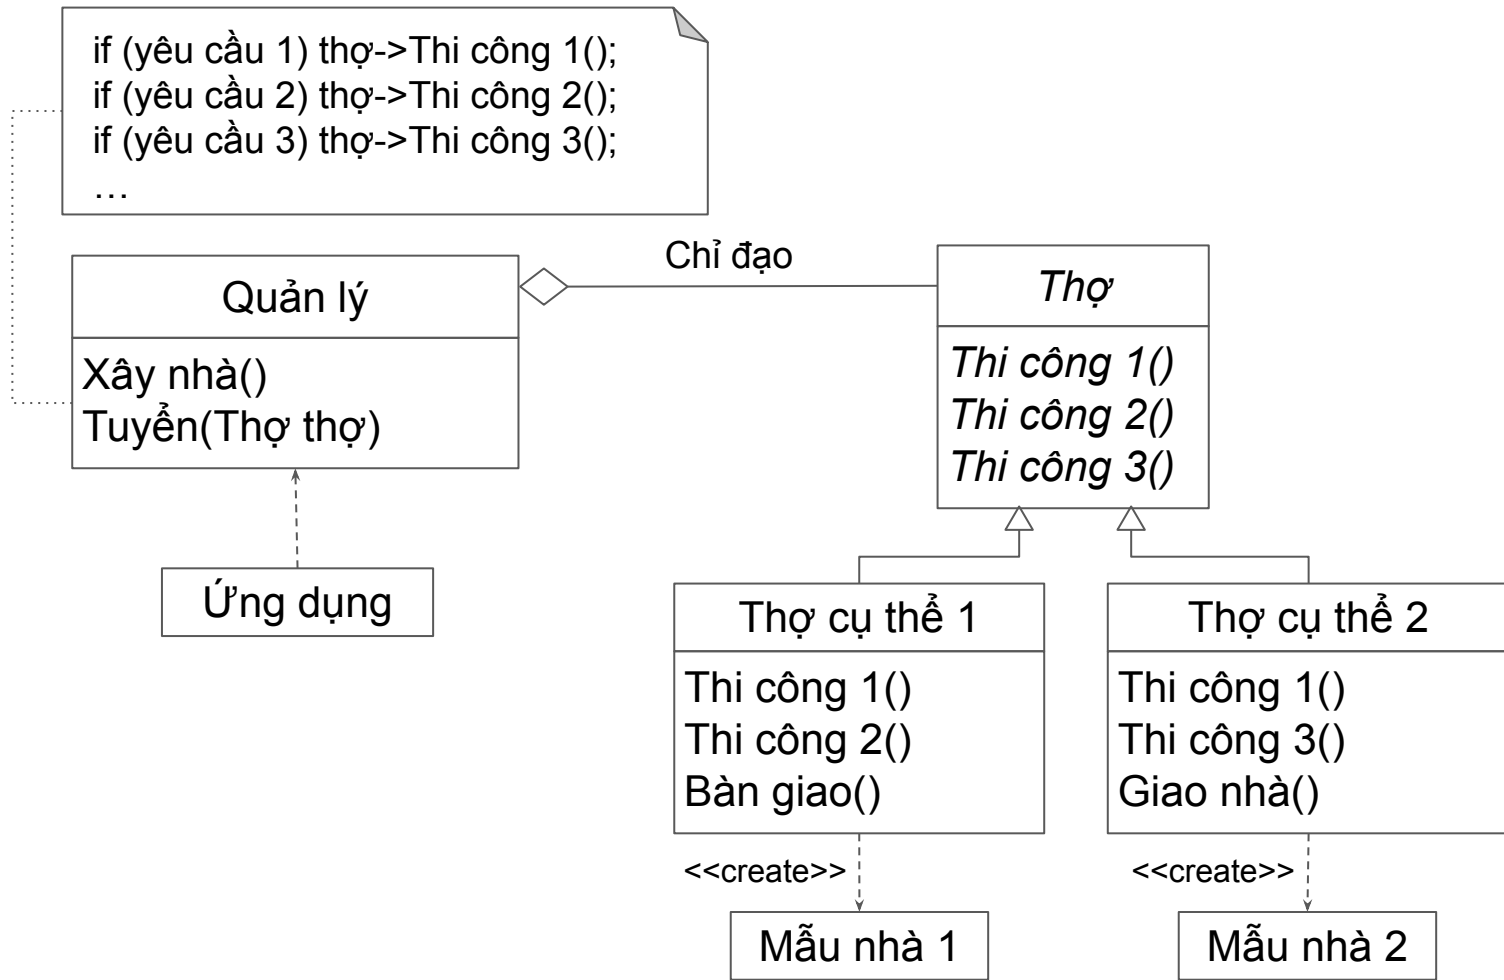 if (yêu cầu 1) thợ->Thi công 1();
if (yêu cầu 2) thợ->Thi công 2();
if (yêu cầu 3) thợ->Thi công 3();
…
Chỉ đạo
Quản lý
Xây nhà()
Tuyển(Thợ thợ)
Thợ
Thi công 1()
Thi công 2()
Thi công 3()
Ứng dụng
Thợ cụ thể 1
Thi công 1()
Thi công 2()
Bàn giao()
<<create>>
Mẫu nhà 1
Thợ cụ thể 2
Thi công 1()
Thi công 3()
Giao nhà()
<<create>>
Mẫu nhà 2